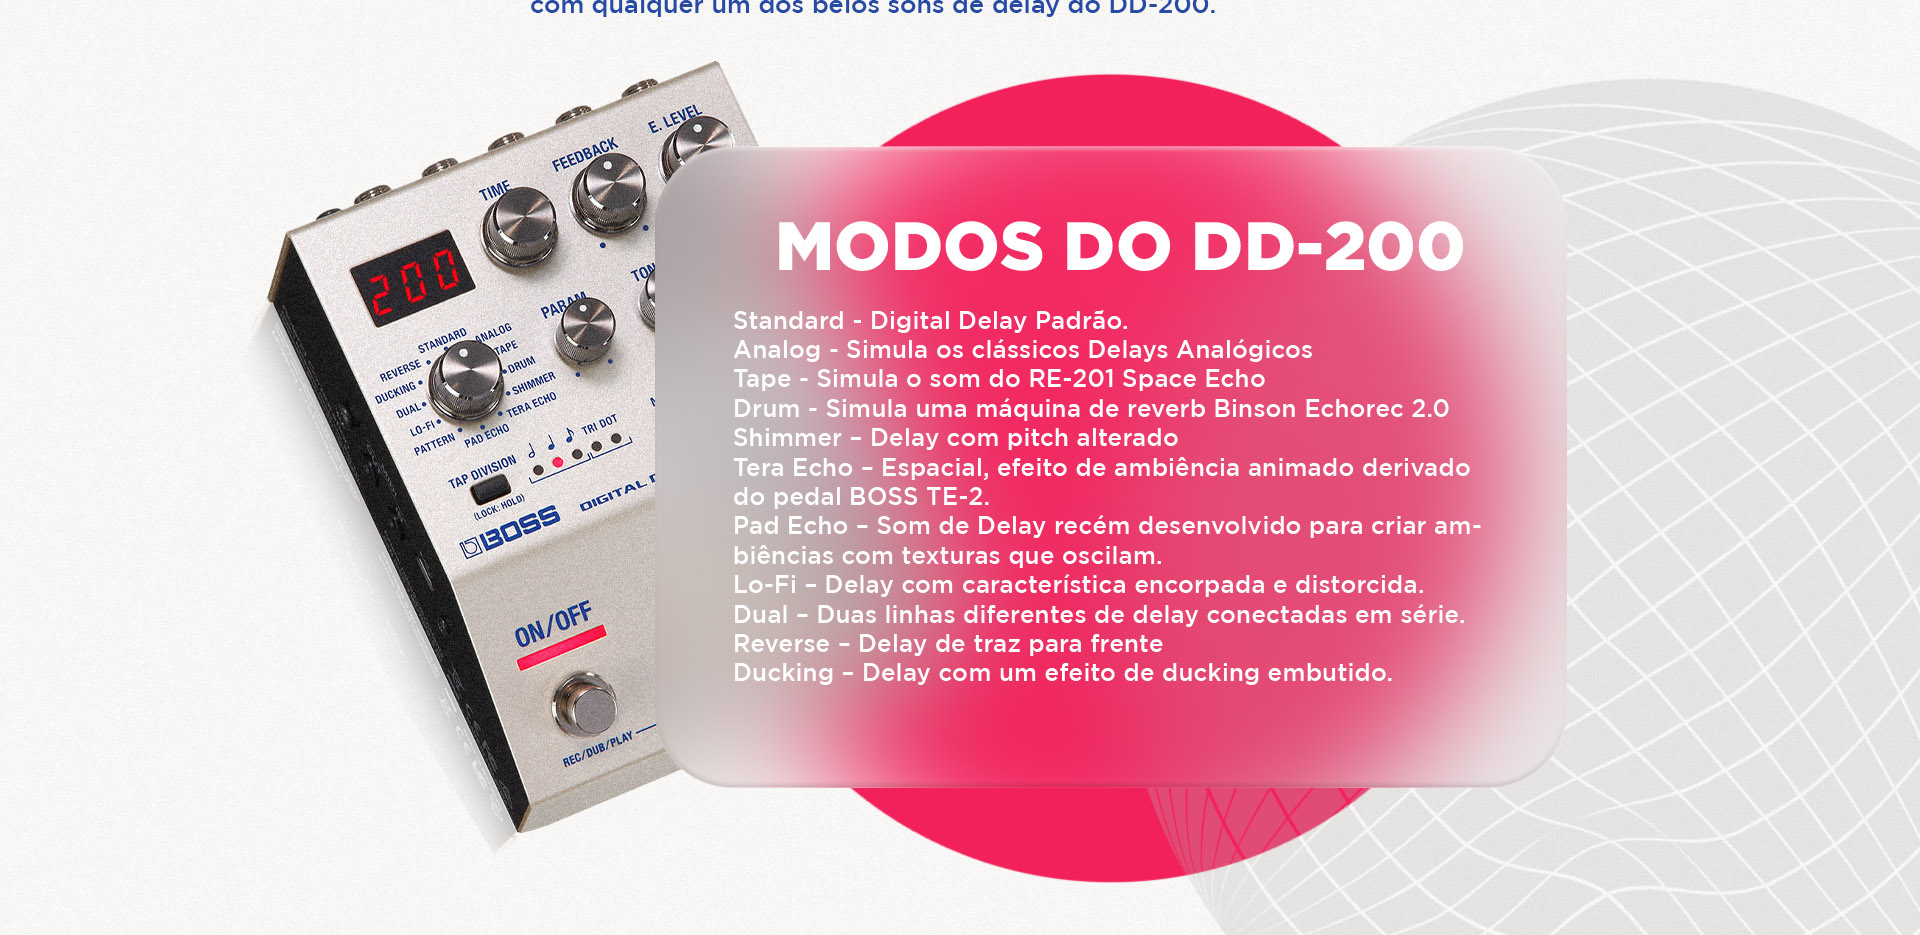 com qualquer um dos belos sons de delay do DD-200.
E. LEVEL
FEEDBACK
TIME
200
TON
PARAM
STANDARD
ANALOG
TAPE
DRUM
SHIMMER
TERA ECHO
PAD ECHO
PATTERN
LO-FI
DUAL
DUCKING
REVERSE
TRI DOT
TAP DIVISION
(LOCK: HOLD)
BOSS
DIGITAL
ON/OFF
REC/DUB/PLAY
MODOS DO DD-200
Standard - Digital Delay Padrão.
Analog - Simula os clássicos Delays Analógicos
Tape - Simula o som do RE-201 Space Echo
Drum - Simula uma máquina de reverb Binson Echorec 2.0
Shimmer – Delay com pitch alterado
Tera Echo – Espacial, efeito de ambiência animado derivado
do pedal BOSS TE-2.
Pad Echo – Som de Delay recém desenvolvido para criar am-
biências com texturas que oscilam.
Lo-Fi – Delay com característica encorpada e distorcida.
Dual – Duas linhas diferentes de delay conectadas em série.
Reverse – Delay de traz para frente
Ducking – Delay com um efeito de ducking embutido.